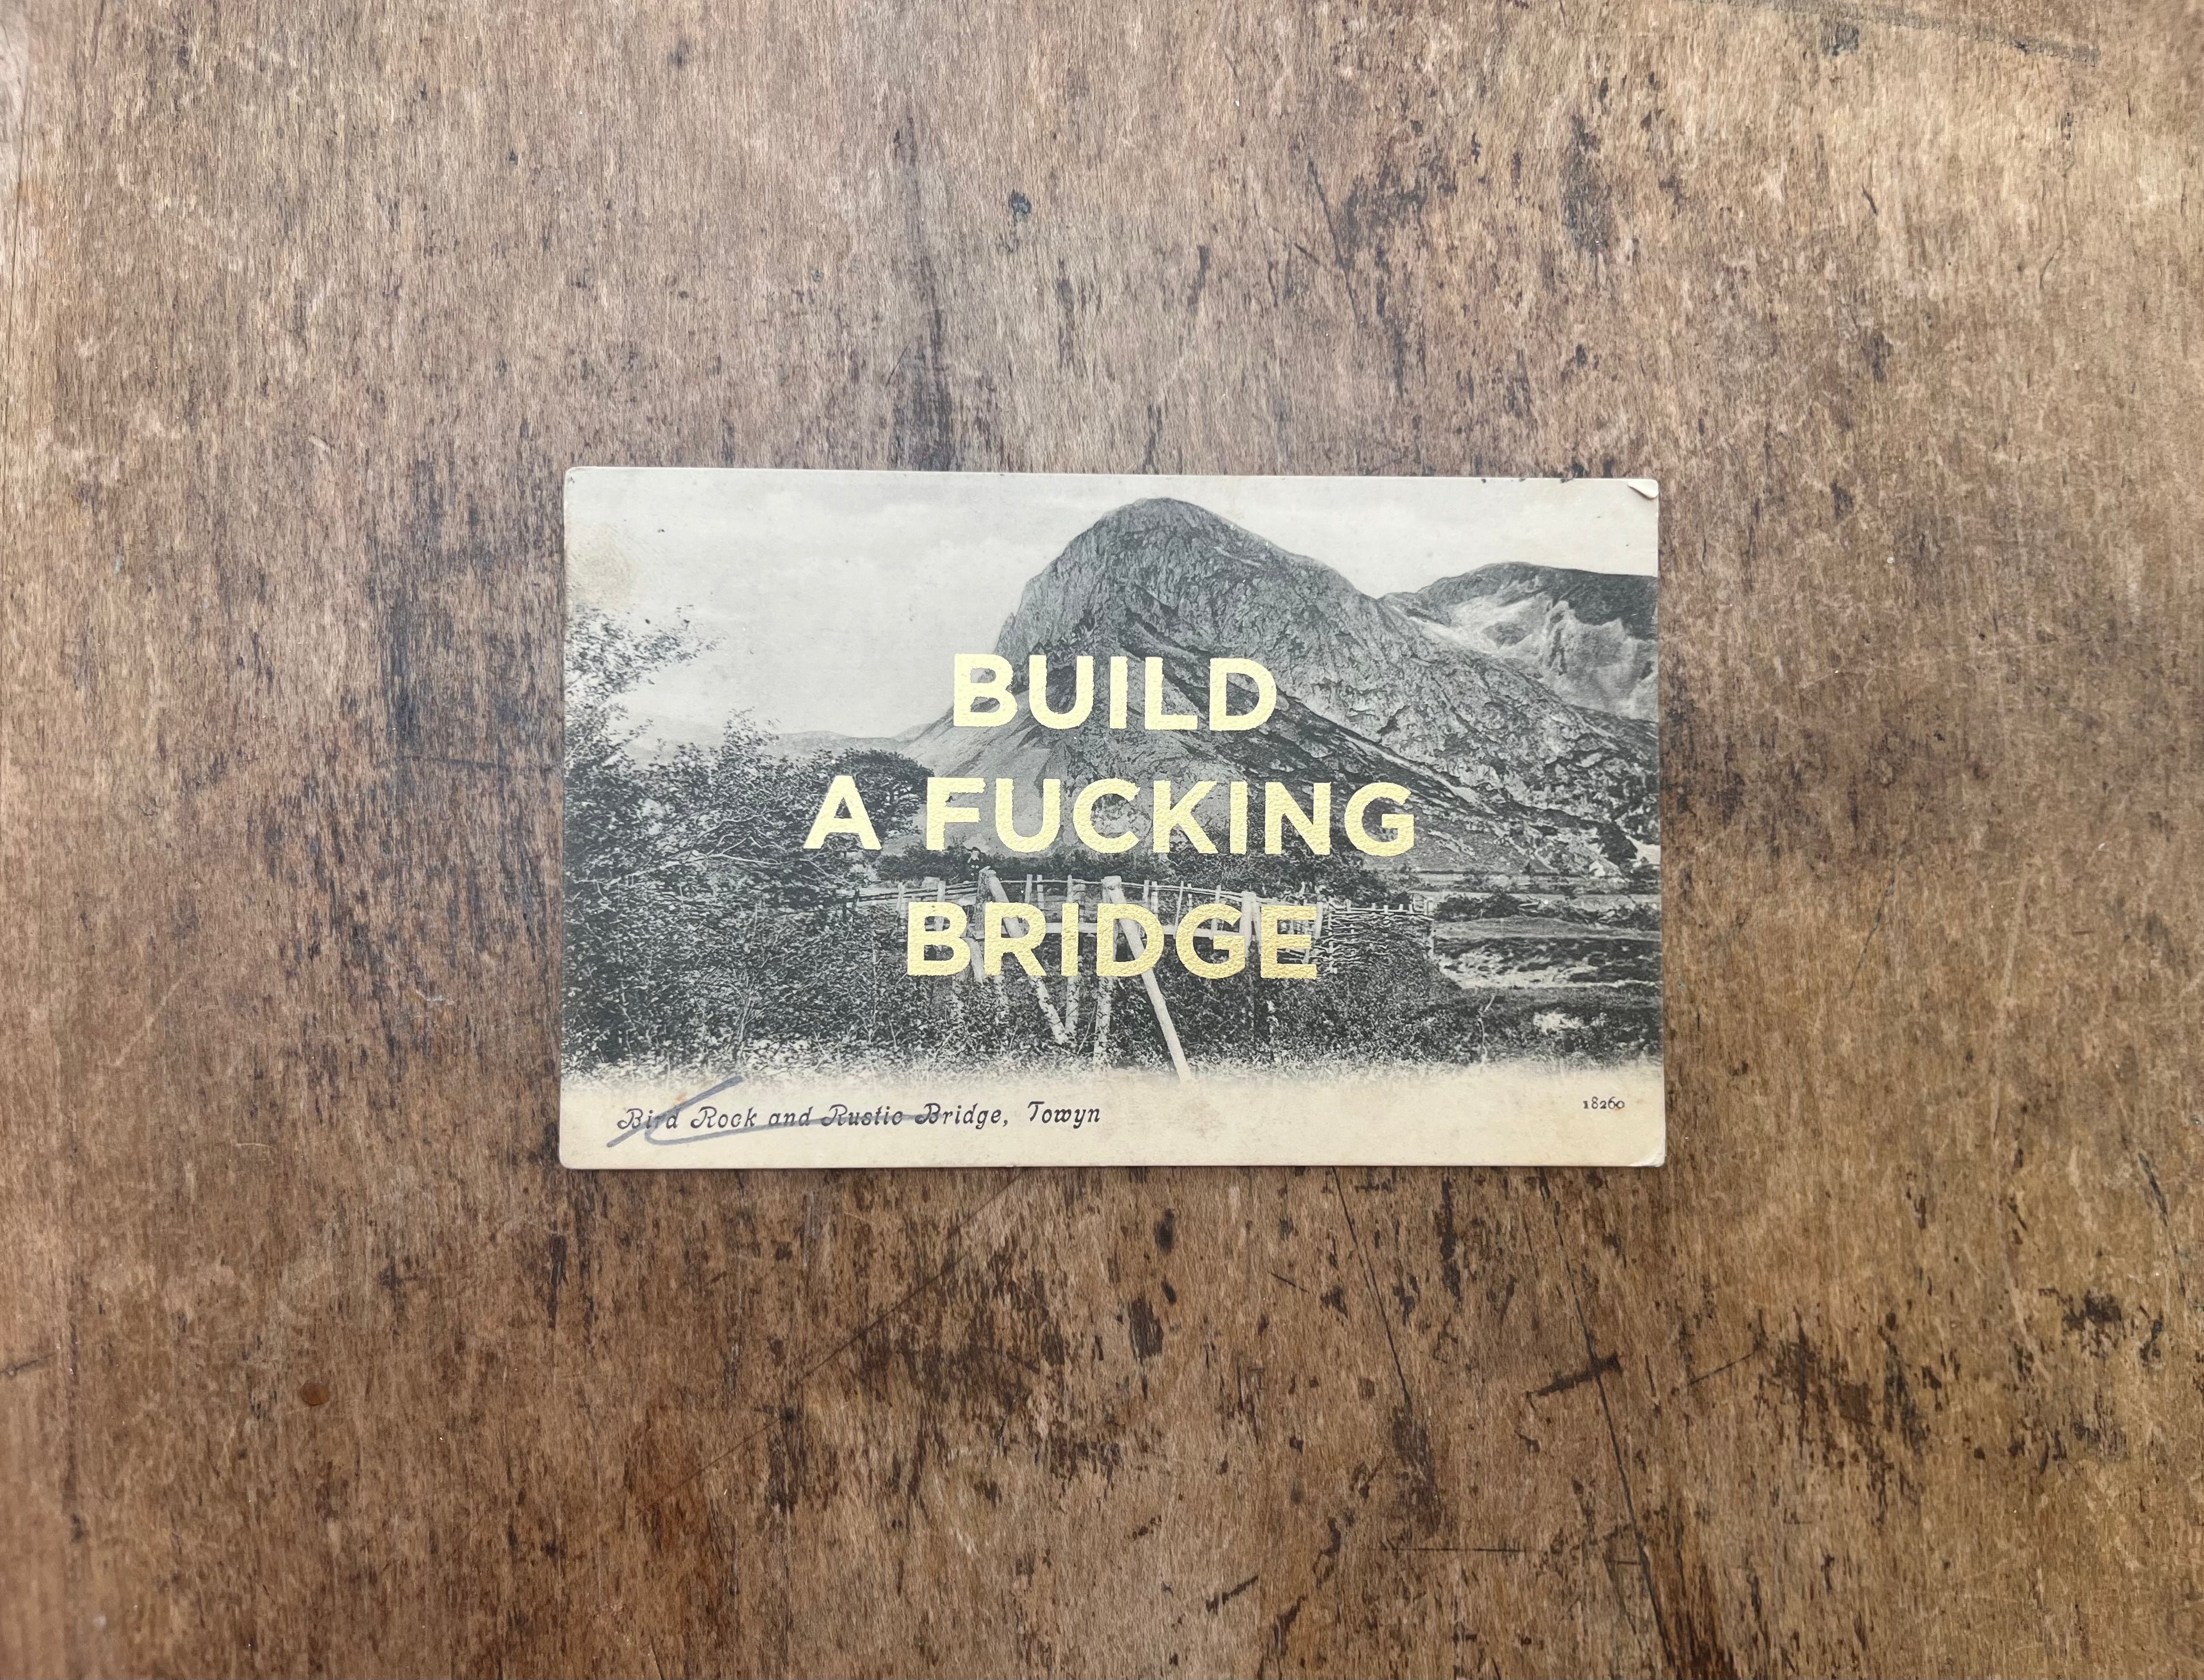 BUILD
A FUCKING
BRIDGE
Bird Rock and Rustic Bridge, Towyn
18260